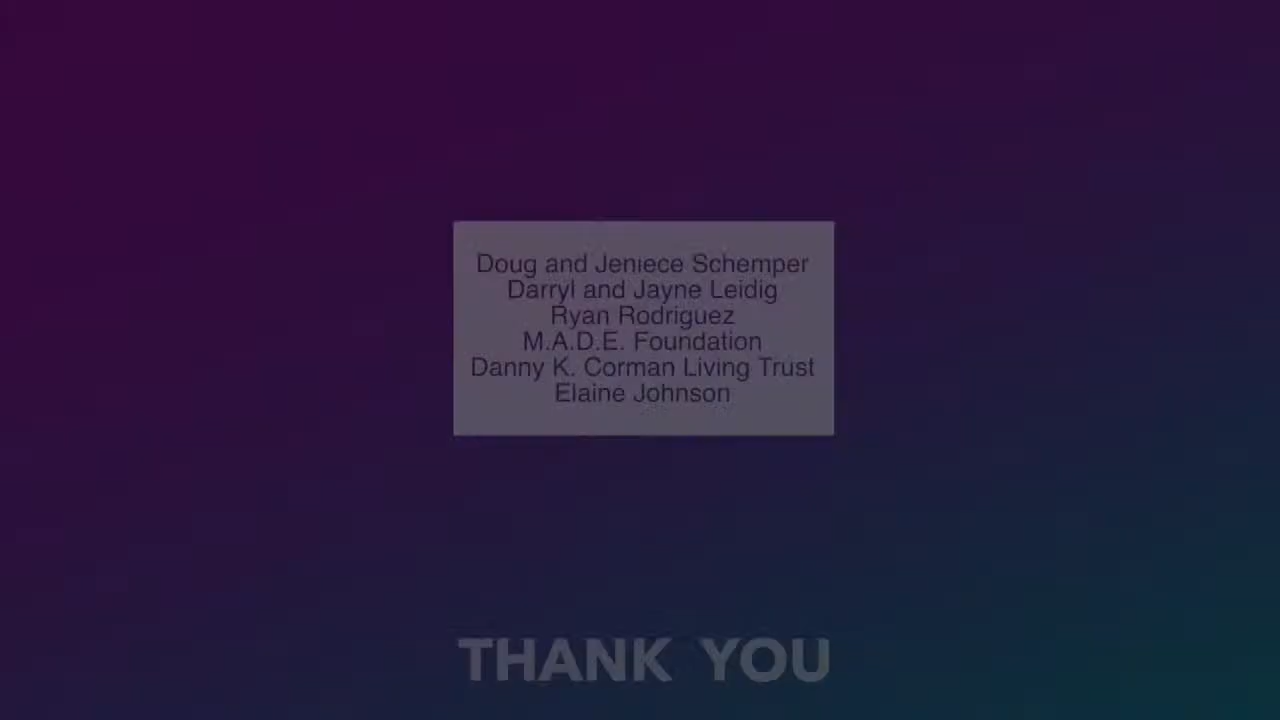 Doug and Jeniece Schemper
Darryl and Jayne Leidig
Ryan Rodriguez
M.A.D.E. Foundation
Danny K. Corman Living Trust
Elaine Johnson
THANK YOU